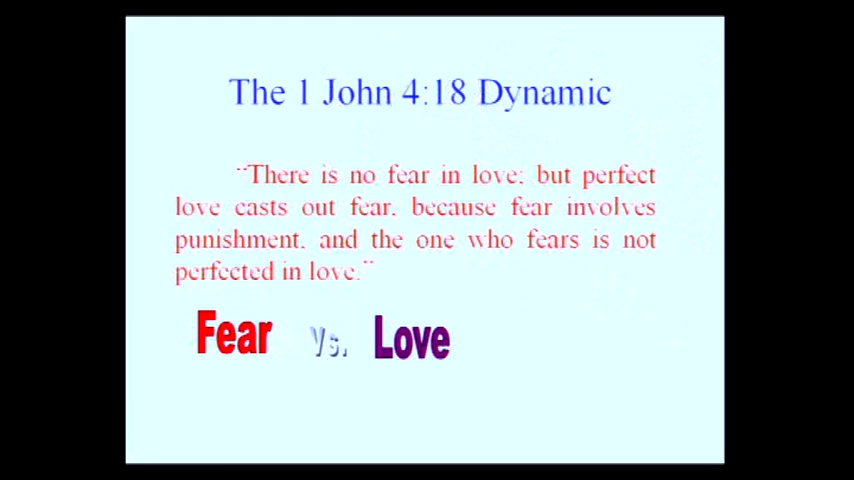 The 1 John 4:18 Dynamic
"There is no fear in love; but perfect
love casts out fear, because fear involves
punishment, and the one who fears is not
perfected in love."
Fear Vs. Love